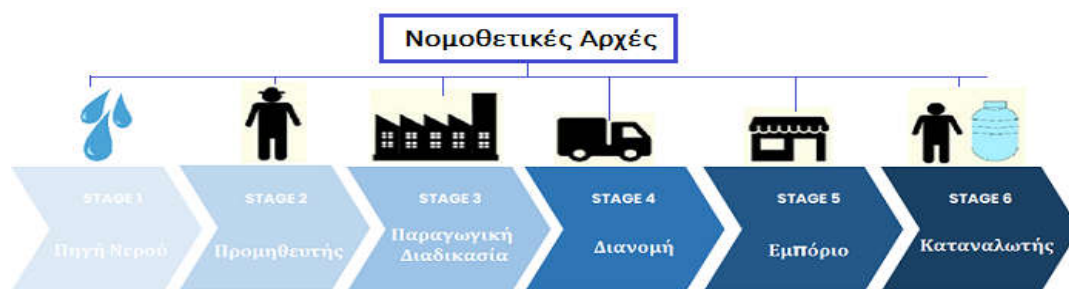 Νομοθετικές Αρχές
STAGE 1
Πηγή Νερού
STAGE 2
Προμηθευτής
STAGE 3
Παραγωγική
Διαδικασία
STAGE 4
Διανομή
STAGE 5
Εμπόριο
STAGE 6
Καταναλωτής